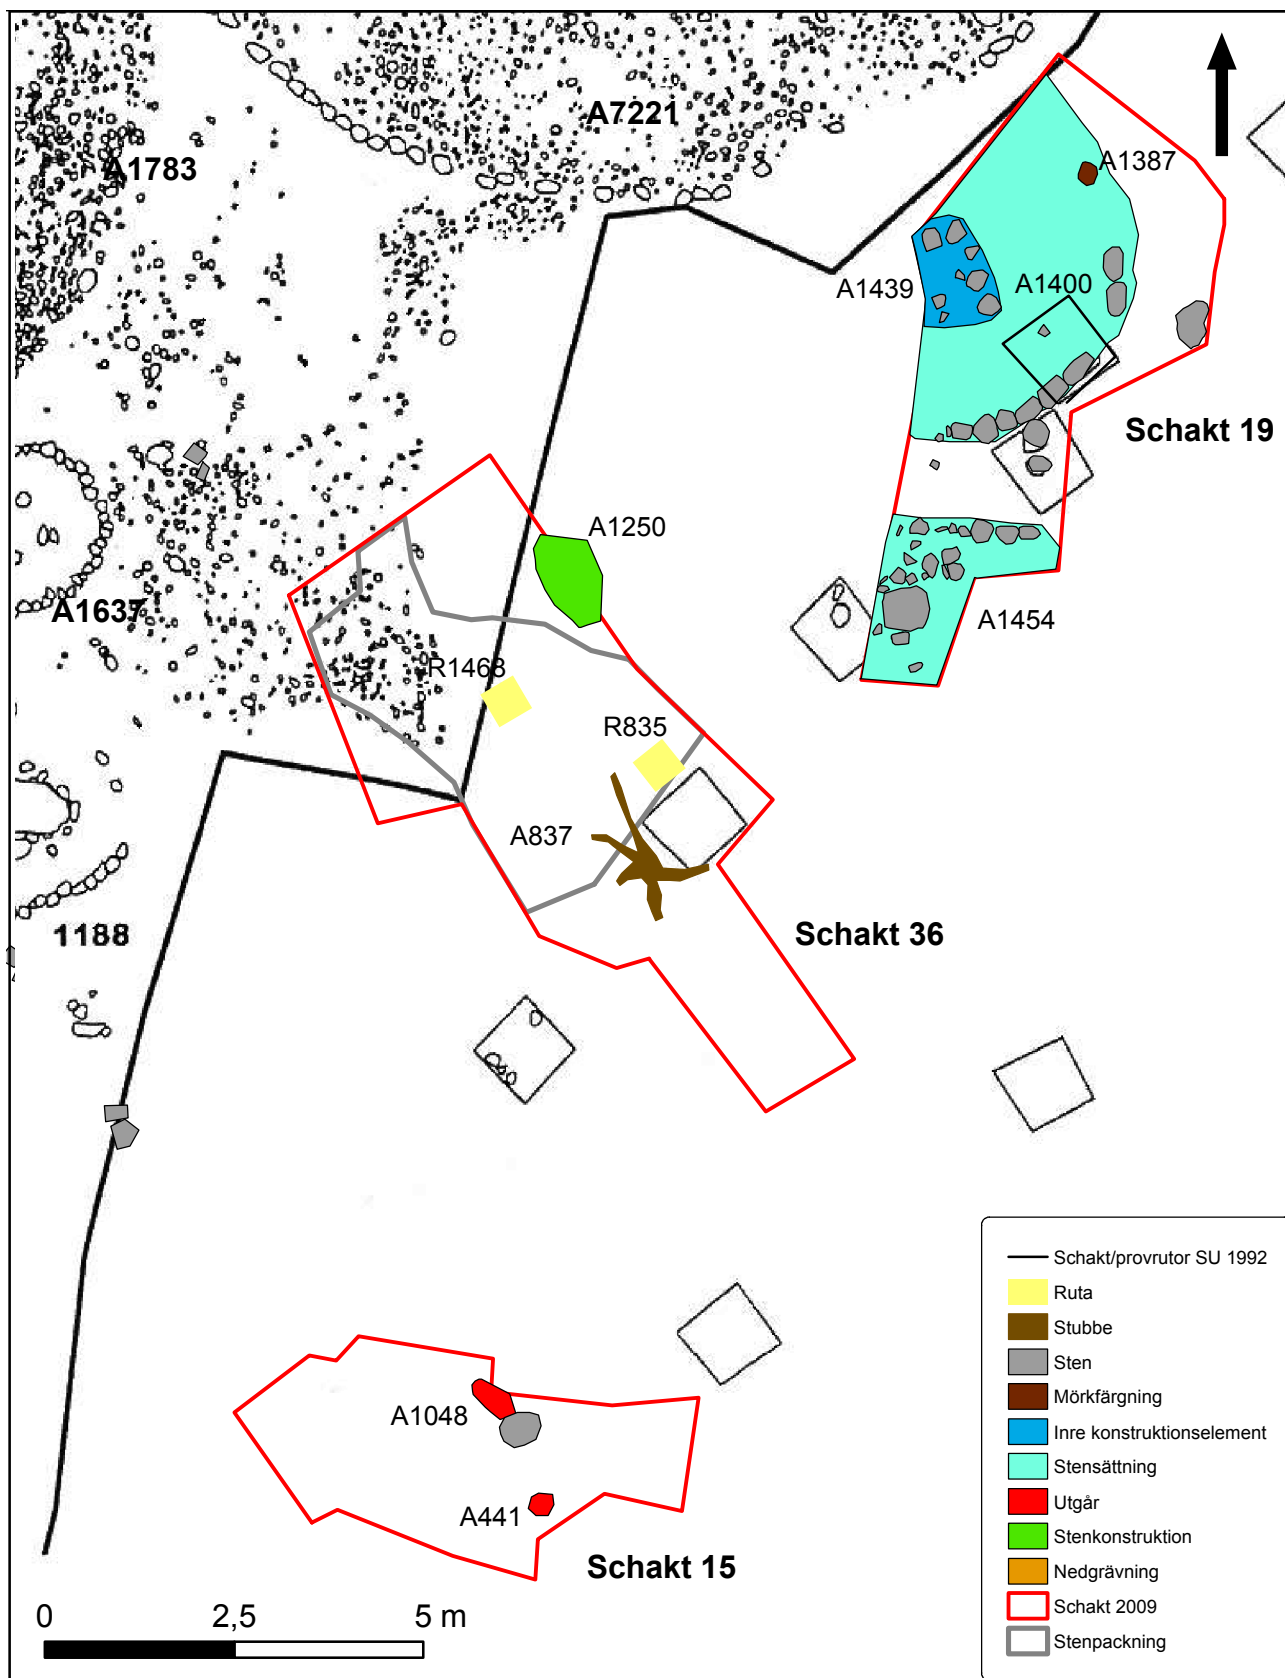 A7221
A1783
A1387
A1439
A1400
Schakt 19
A1250
A1637
A1454
R1468
R835
A837
1188
Schakt 36
A1048
A441
Schakt 15
0 2,5 5 m
Schakt/provrutor SU 1992
Ruta
Stubbe
Sten
Mörkfärgning
Inre konstruktionselement
Stensättning
Utgår
Stenkonstruktion
Nedgrävning
Schakt 2009
Stenpackning